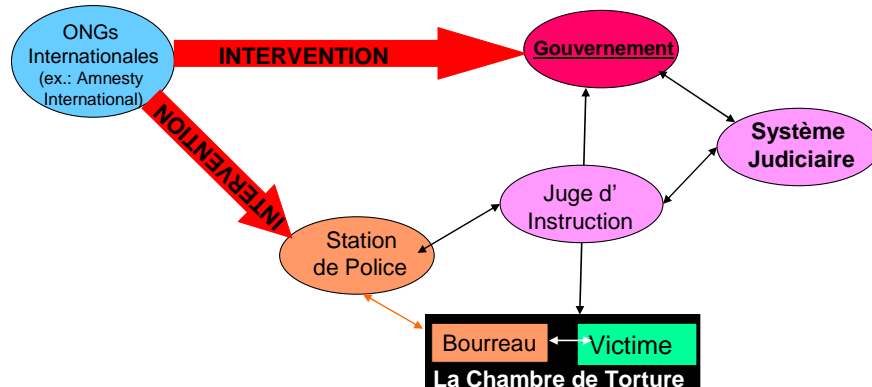 ONGs
Internationales
(ex.: Amnesty
International)
INTERVENTION
Gouvernement
INTERVENTION
Système
Judiciaire
Juge d’
Instruction
Station
de Police
Bourreau
Victime
La Chambre de Torture